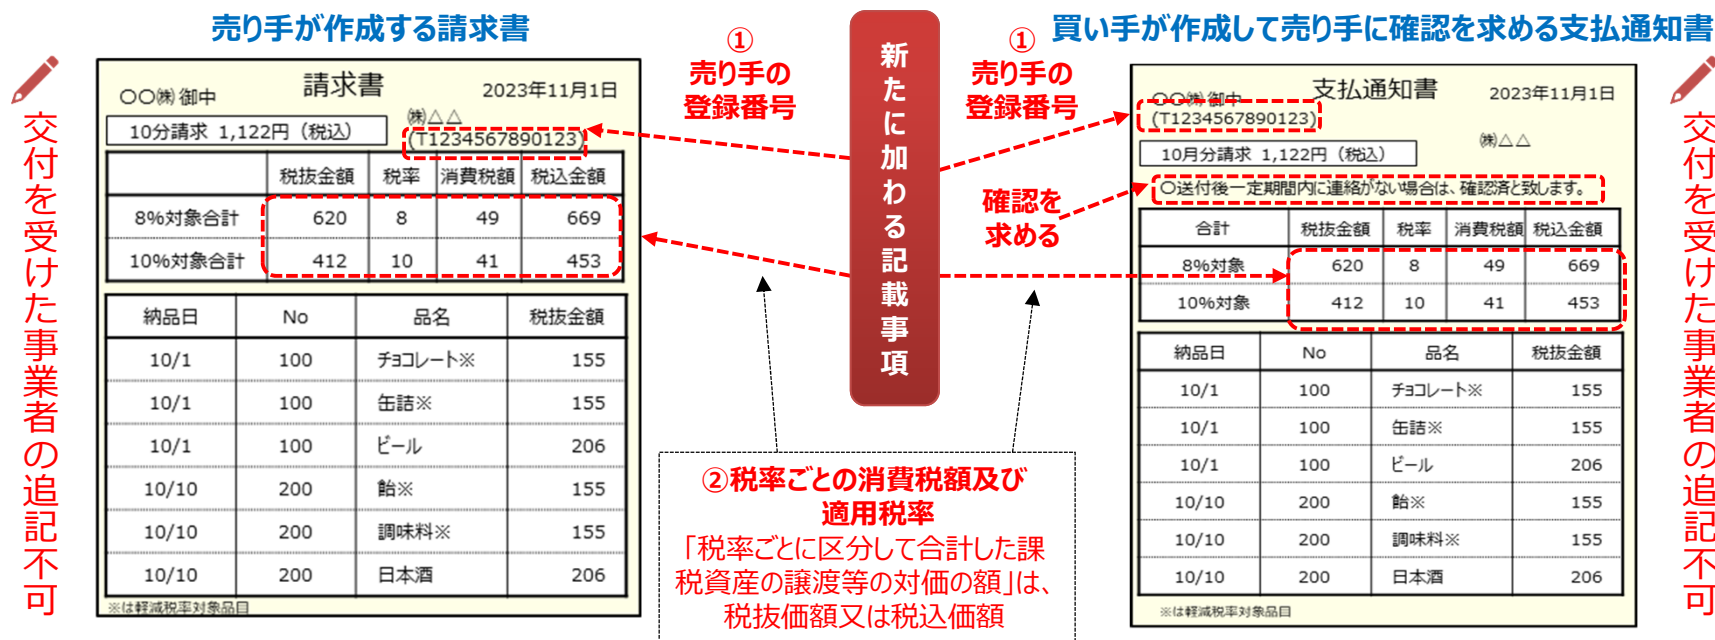 売り手が作成する請求書
買い手が作成して売り手に確認を求める支払通知書
交付を受けた事業者の追記不可
請求書
〇〇㈱ 御中
2023年11月1日
㈱△△
10分請求 1,122円（税込）
(T1234567890123)
税抜金額 税率 消費税額 税込金額
8%対象合計 620 8 49 669
10%対象合計 412 10 41 453
納品日 No 品名 税抜金額
10/1 100 チョコレート※ 155
10/1 100 缶詰※ 155
10/1 100 ビール 206
10/10 200 飴※ 155
10/10 200 調味料※ 155
10/10 200 日本酒 206
※は軽減税率対象品目
①
売り手の
登録番号
新たに加わる記載事項
①
売り手の
登録番号
確認を
求める
②税率ごとの消費税額及び
適用税率
「税率ごとに区分して合計した課
税資産の譲渡等の対価の額」は、
税抜価額又は税込価額
支払通知書
〇〇㈱ 御中
2023年11月1日
(T1234567890123)
㈱△△
10月分請求 1,122円（税込）
〇送付後一定期間内に連絡がない場合は、確認済と致します。
合計 税抜金額 税率 消費税額 税込金額
8%対象 620 8 49 669
10%対象 412 10 41 453
納品日 No 品名 税抜金額
10/1 100 チョコレート※ 155
10/1 100 缶詰※ 155
10/1 100 ビール 206
10/10 200 飴※ 155
10/10 200 調味料※ 155
10/10 200 日本酒 206
※は軽減税率対象品目
交付を受けた事業者の追記不可